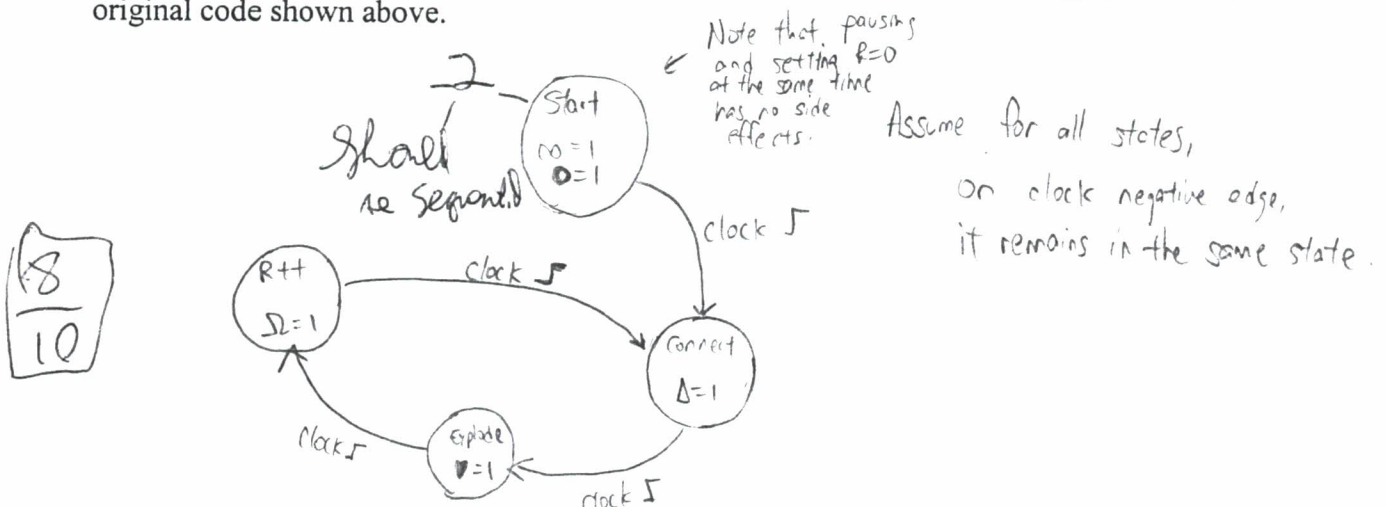 original code shown above.
Note that pausing
and setting R=0
at the same time
has no side
effects.
Assume for all states,
on clock negative edge,
it remains in the same state.
2
Should
be Sequential
Start
∞=1
O=1
clock
8
10
R++
Ω=1
clock
Connect
Δ=1
Clock
Explode
▼=1
clock